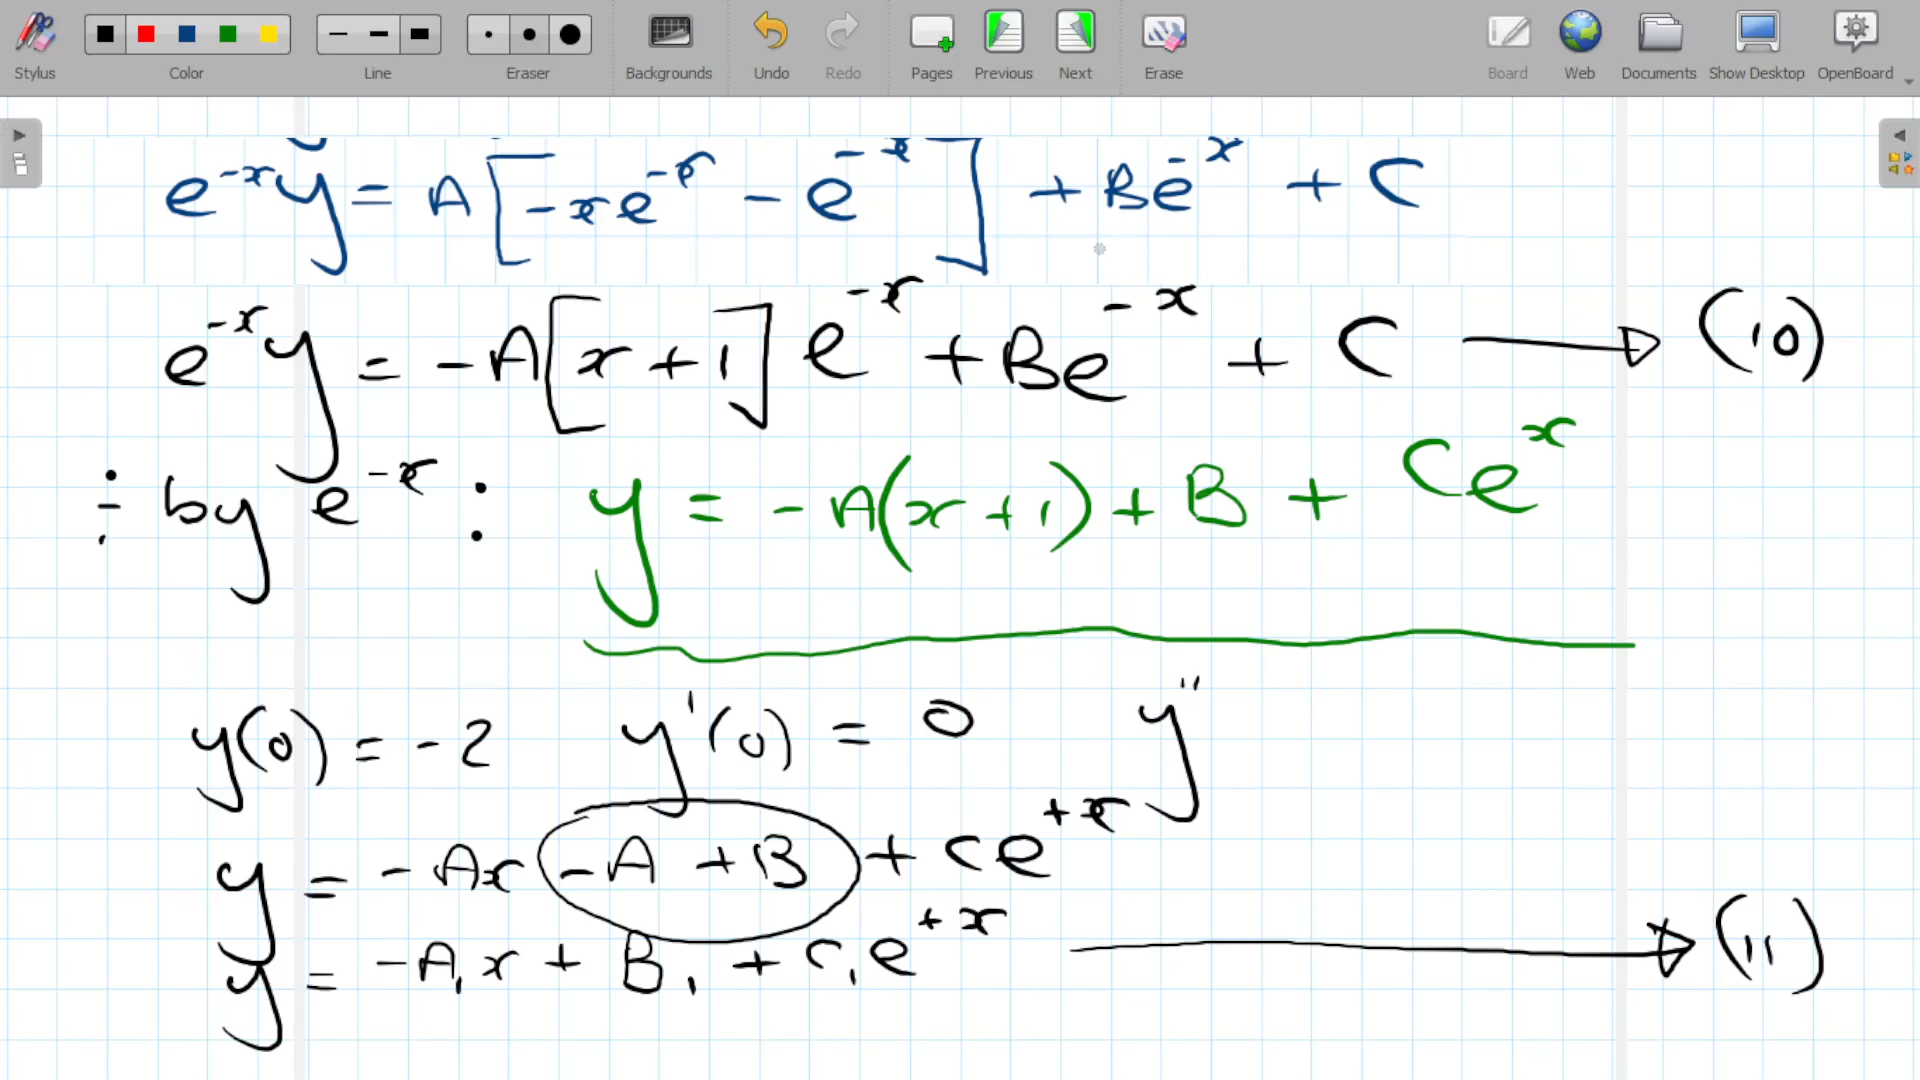 Stylus Color Line Eraser Backgrounds Undo Redo Pages Previous Next Erase Board Web Documents Show Desktop OpenBoard
e^{-x}y = A[-xe^{-x} - e^{-x}] + Be^{-x} + C
e^{-x}y = -A[x+1]e^{-x} + Be^{-x} + C → (10)
÷ by e^{-x} : y = -A(x+1) + B + Ce^{x}
y(0) = -2 y'(0) = 0 y''
y = -Ax -A +B + Ce^{+x}
y = -A₁x + B₁ + C₁e^{+x} → (11)